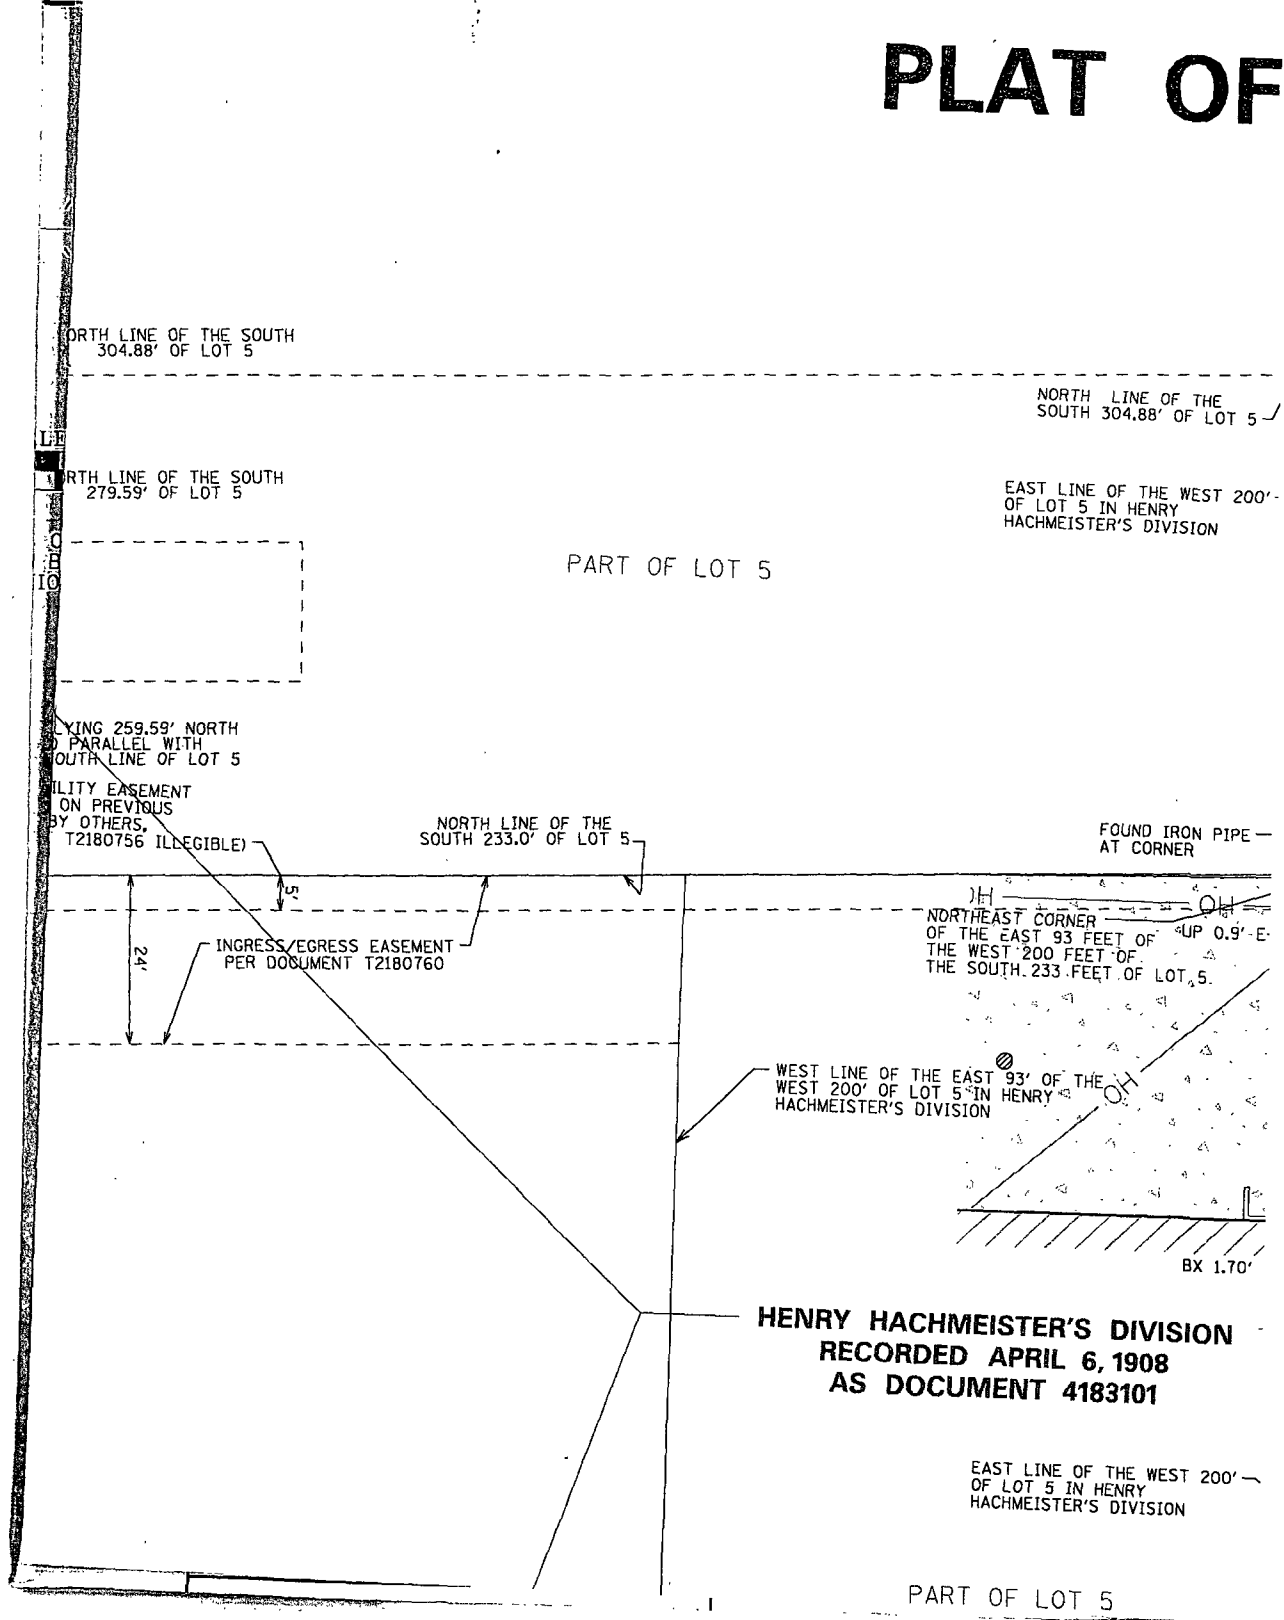 PLAT OF
ORTH LINE OF THE SOUTH
304.88' OF LOT 5
NORTH LINE OF THE
SOUTH 304.88' OF LOT 5
LE
RTH LINE OF THE SOUTH
279.59' OF LOT 5
EAST LINE OF THE WEST 200'
OF LOT 5 IN HENRY
HACHMEISTER'S DIVISION
O
B
IO
PART OF LOT 5
LYING 259.59' NORTH
PARALLEL WITH
OUTH LINE OF LOT 5
ILITY EASEMENT
ON PREVIOUS
BY OTHERS,
T2180756 ILLEGIBLE)
NORTH LINE OF THE
SOUTH 233.0' OF LOT 5
FOUND IRON PIPE
AT CORNER
5'
OH
OH
NORTHEAST CORNER
OF THE EAST 93 FEET OF
THE WEST 200 FEET OF
THE SOUTH 233 FEET OF LOT 5
UP 0.9' E
24'
INGRESS/EGRESS EASEMENT
PER DOCUMENT T2180760
WEST LINE OF THE EAST 93' OF THE
WEST 200' OF LOT 5 IN HENRY
HACHMEISTER'S DIVISION
OH
BX 1.70'
HENRY HACHMEISTER'S DIVISION
RECORDED APRIL 6, 1908
AS DOCUMENT 4183101
EAST LINE OF THE WEST 200'
OF LOT 5 IN HENRY
HACHMEISTER'S DIVISION
PART OF LOT 5